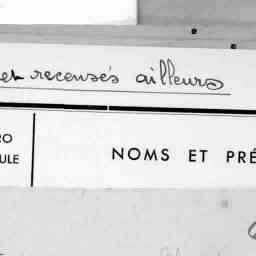 et recensés ailleurs
RO
ULE
NOMS ET PRÉ